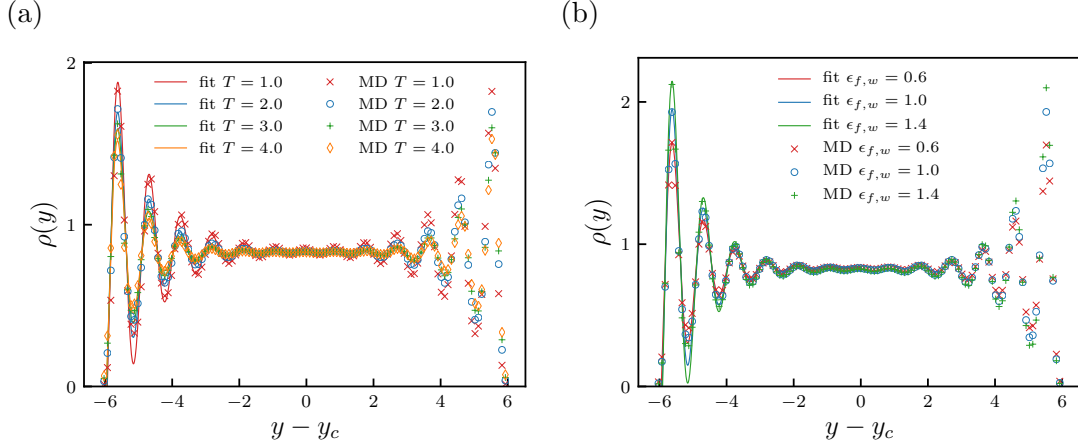 (a)
2
1
0
ρ(y)
fit T = 1.0
fit T = 2.0
fit T = 3.0
fit T = 4.0
MD T = 1.0
MD T = 2.0
MD T = 3.0
MD T = 4.0
−6 −4 −2 0 2 4 6
y − y_c
(b)
2
1
0
ρ(y)
fit ϵ_{f,w} = 0.6
fit ϵ_{f,w} = 1.0
fit ϵ_{f,w} = 1.4
MD ϵ_{f,w} = 0.6
MD ϵ_{f,w} = 1.0
MD ϵ_{f,w} = 1.4
−6 −4 −2 0 2 4 6
y − y_c